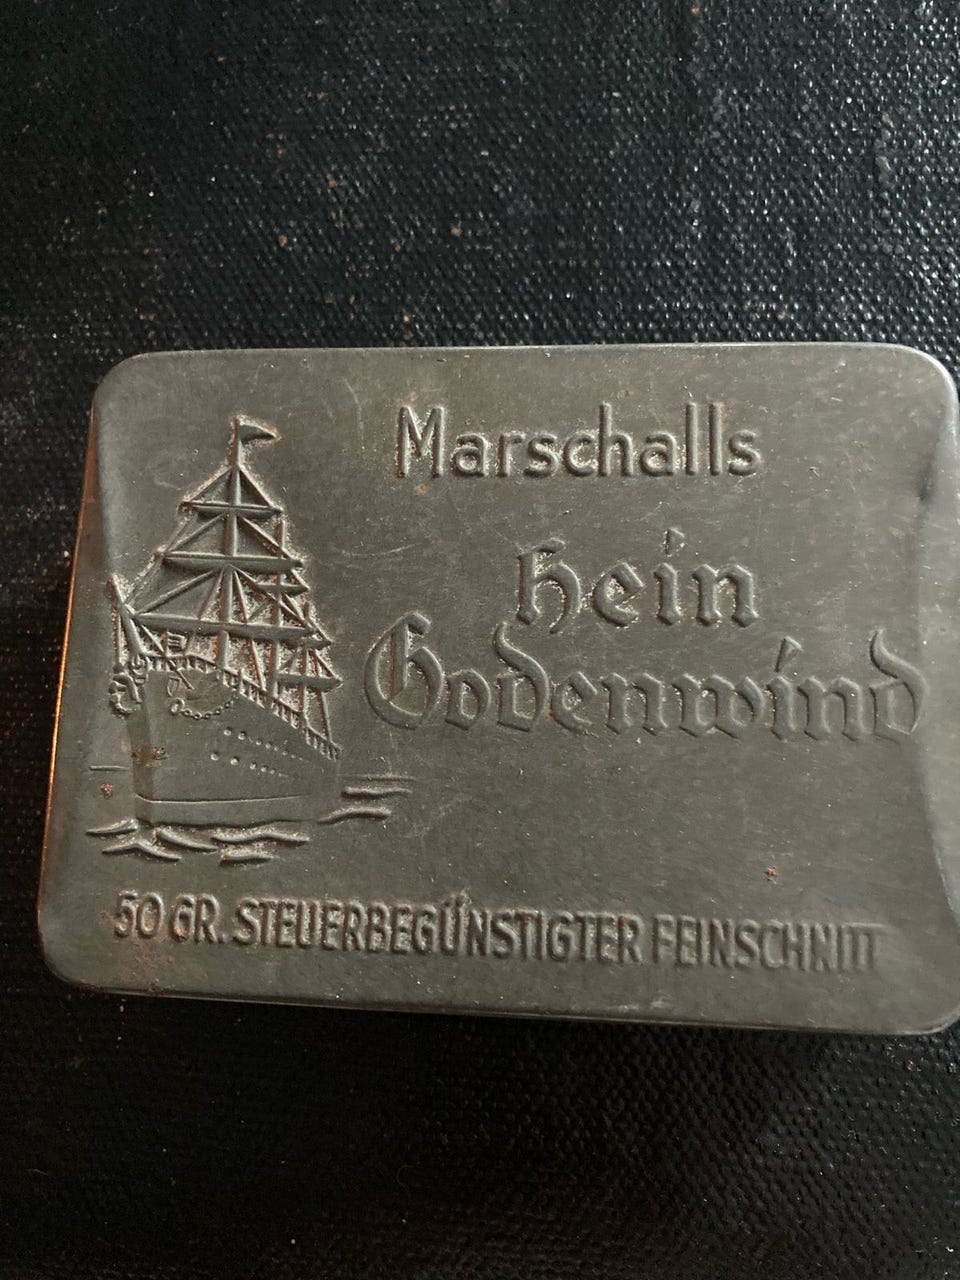 Marschalls
Hein
Godenwind
50 GR. STEUERBEGÜNSTIGTER FEINSCHNITT